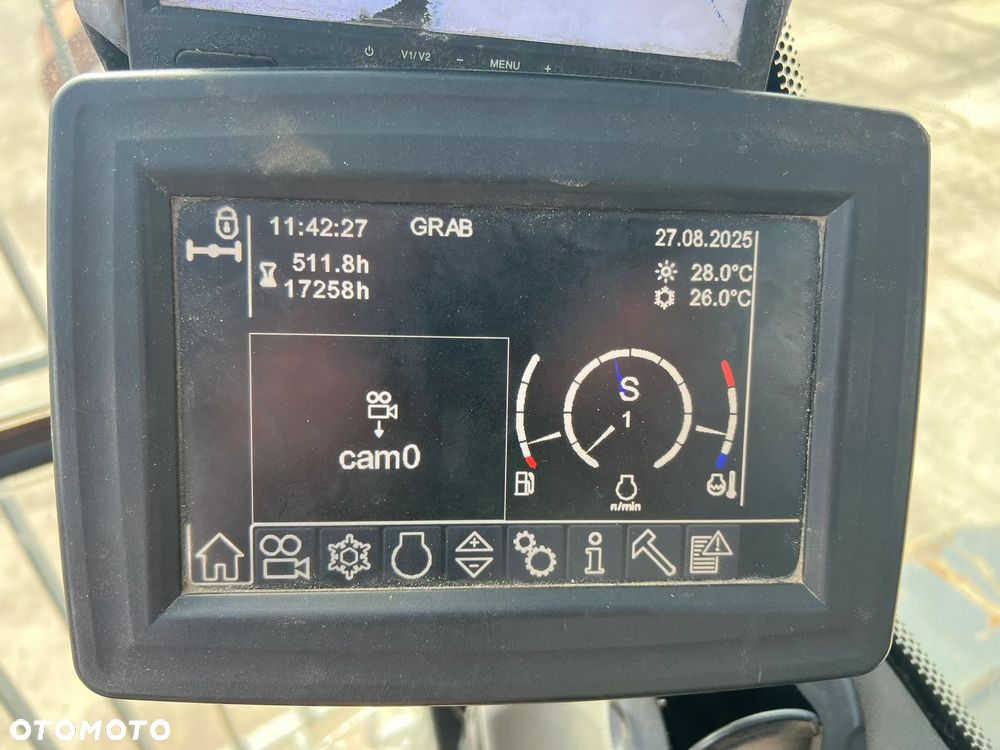 V1/V2
MENU
11:42:27 GRAB
27.08.2025
511.8h
17258h
28.0°C
26.0°C
S
1
cam0
n/min
OTOMOTO